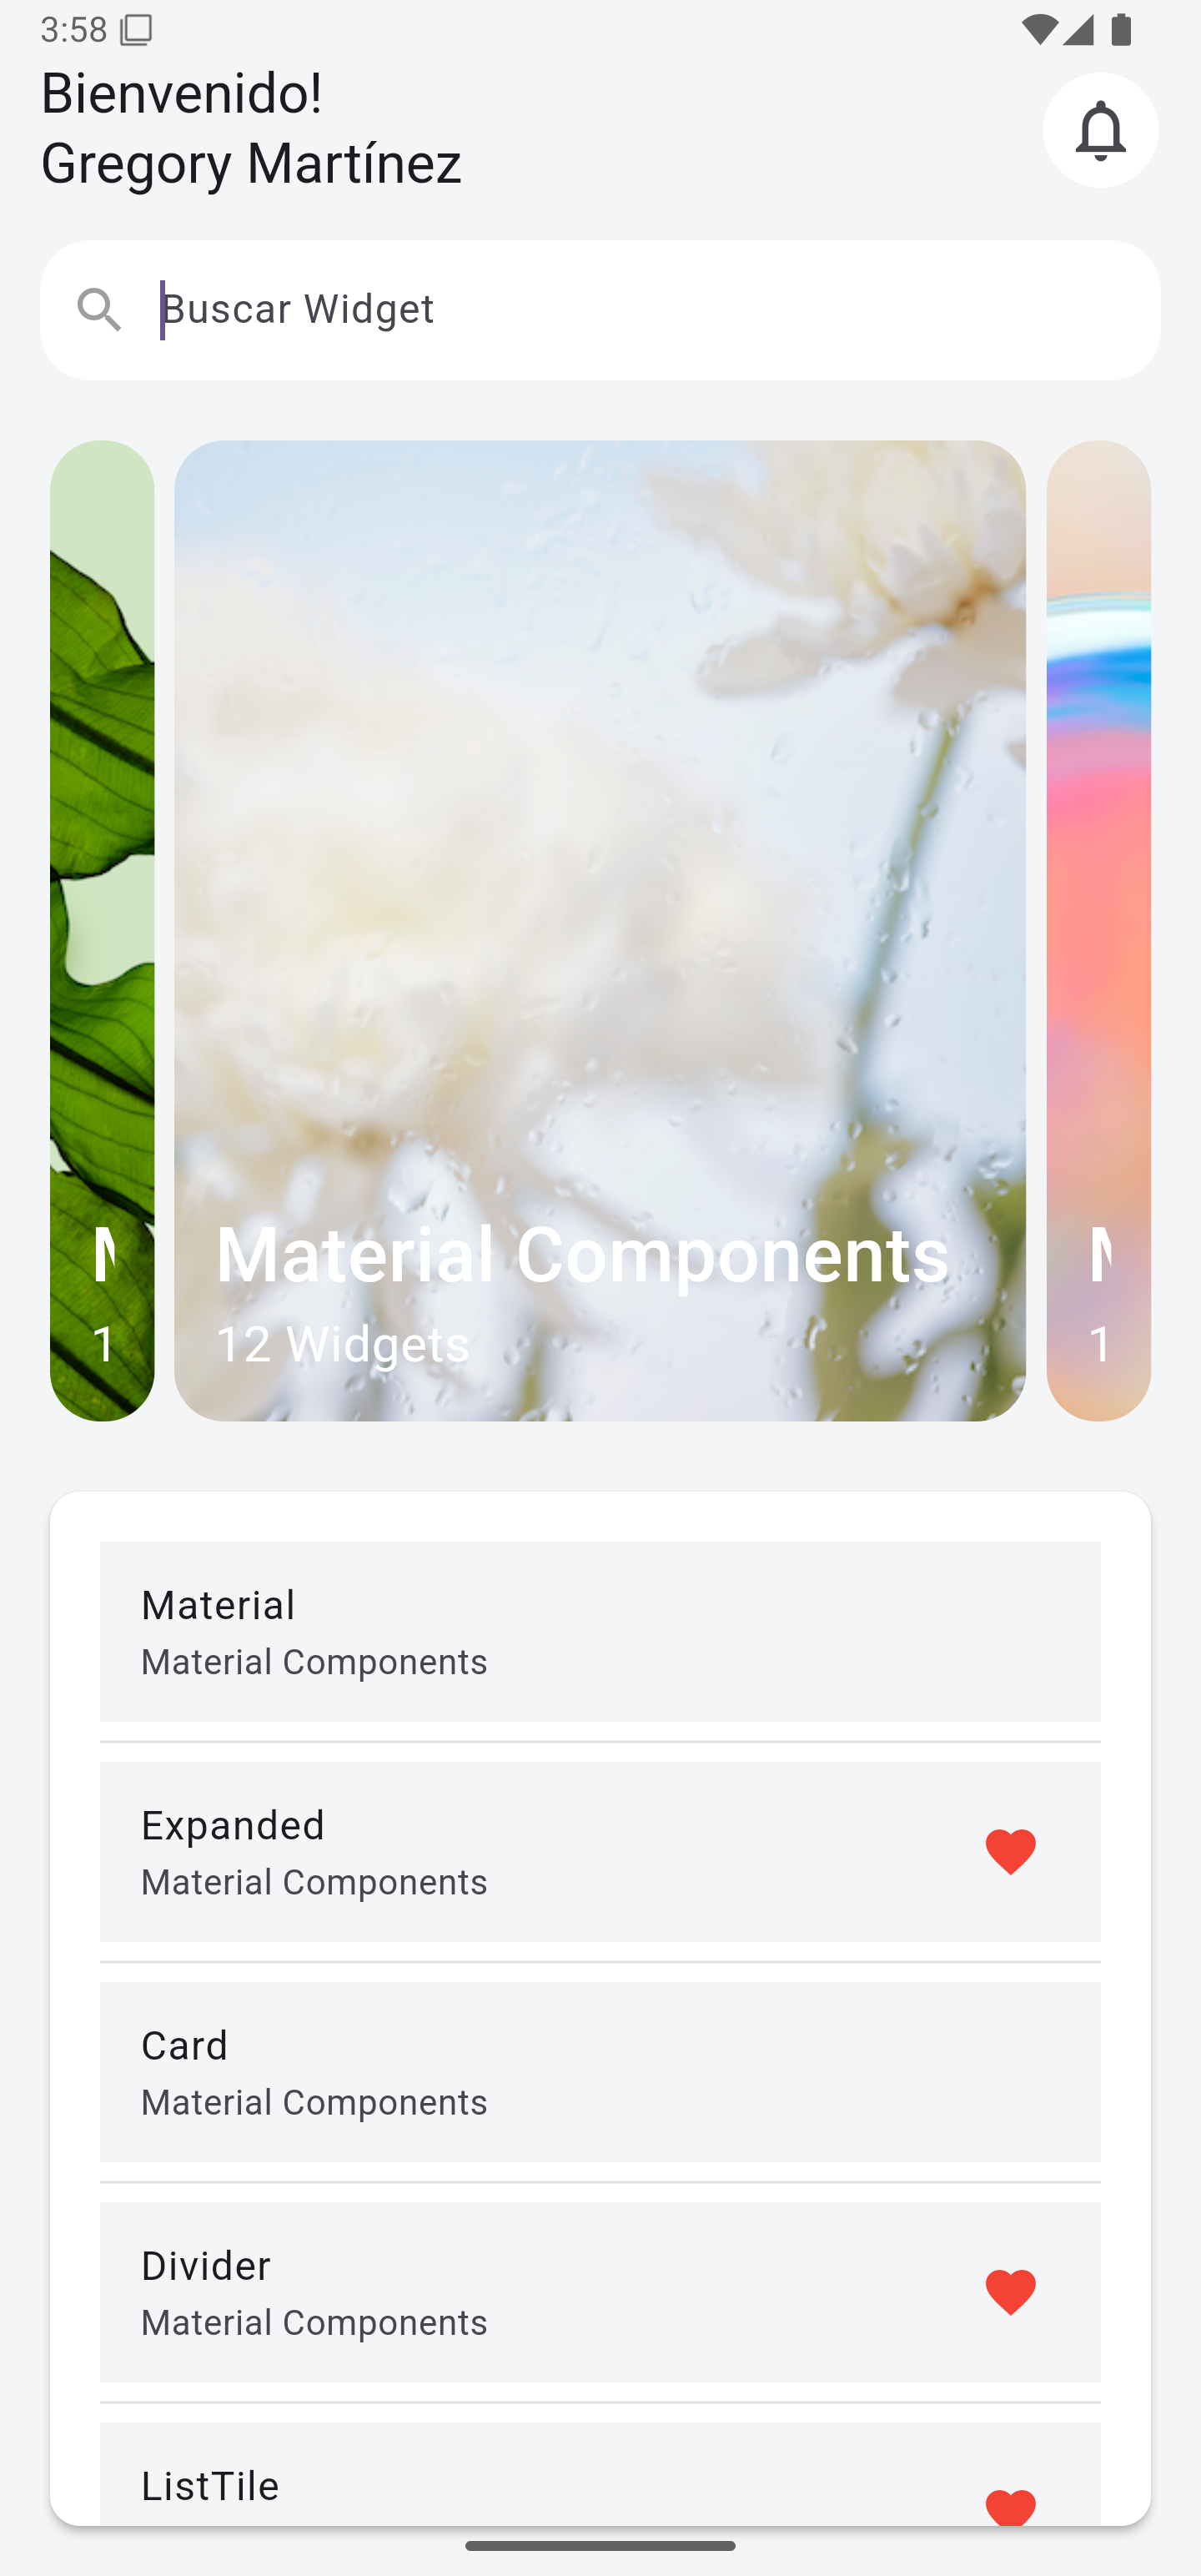 3:58
Bienvenido!
Gregory Martínez
Buscar Widget
Material Components
12 Widgets
1
1
Material
Material Components
Expanded
Material Components
Card
Material Components
Divider
Material Components
ListTile